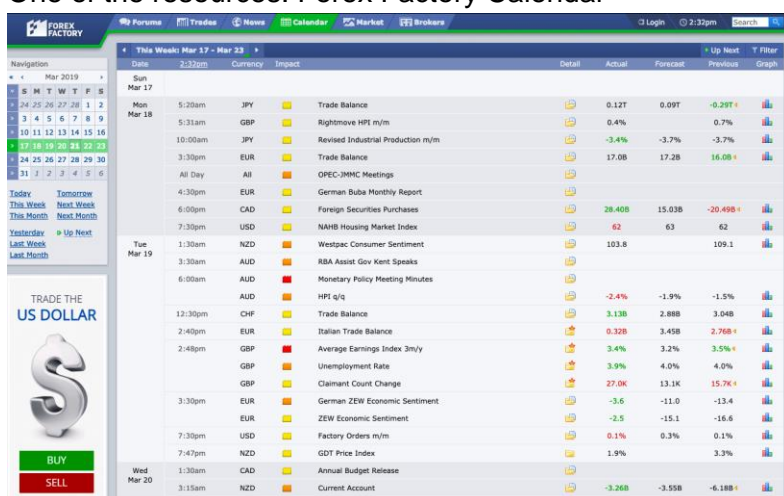 One of the resources: Forex Factory Calendar
FOREX FACTORY
Forums Trades News Calendar Market Brokers Login 2:32pm Search
Navigation
Mar 2019
S M T W T F S
24 25 26 27 28 1 2
3 4 5 6 7 8 9
10 11 12 13 14 15 16
17 18 19 20 21 22 23
24 25 26 27 28 29 30
31 1 2 3 4 5 6
Today Tomorrow
This Week Next Week
This Month Next Month
Yesterday Up Next
Last Week
Last Month
TRADE THE
US DOLLAR
$
BUY
SELL
This Week: Mar 17 - Mar 23 Up Next Filter
Date 2:32pm Currency Impact Detail Actual Forecast Previous Graph
Sun
Mar 17
Mon
Mar 18
5:20am JPY Trade Balance 0.12T 0.09T -0.29T
5:31am GBP Rightmove HPI m/m 0.4% 0.7%
10:00am JPY Revised Industrial Production m/m -3.4% -3.7% -3.7%
3:30pm EUR Trade Balance 17.0B 17.2B 16.0B
All Day All OPEC-JMMC Meetings
4:30pm EUR German Buba Monthly Report
6:00pm CAD Foreign Securities Purchases 28.40B 15.03B -20.49B
7:30pm USD NAHB Housing Market Index 62 63 62
Tue
Mar 19
1:30am NZD Westpac Consumer Sentiment 103.8 109.1
3:30am AUD RBA Assist Gov Kent Speaks
6:00am AUD Monetary Policy Meeting Minutes
AUD HPI q/q -2.4% -1.9% -1.5%
12:30pm CHF Trade Balance 3.13B 2.88B 3.04B
2:40pm EUR Italian Trade Balance 0.32B 3.45B 2.76B
2:48pm GBP Average Earnings Index 3m/y 3.4% 3.2% 3.5%
GBP Unemployment Rate 3.9% 4.0% 4.0%
GBP Claimant Count Change 27.0K 13.1K 15.7K
3:30pm EUR German ZEW Economic Sentiment -3.6 -11.0 -13.4
EUR ZEW Economic Sentiment -2.5 -15.1 -16.6
7:30pm USD Factory Orders m/m 0.1% 0.3% 0.1%
7:47pm NZD GDT Price Index 1.9% 3.3%
Wed
Mar 20
1:30am CAD Annual Budget Release
3:15am NZD Current Account -3.26B -3.55B -6.18B